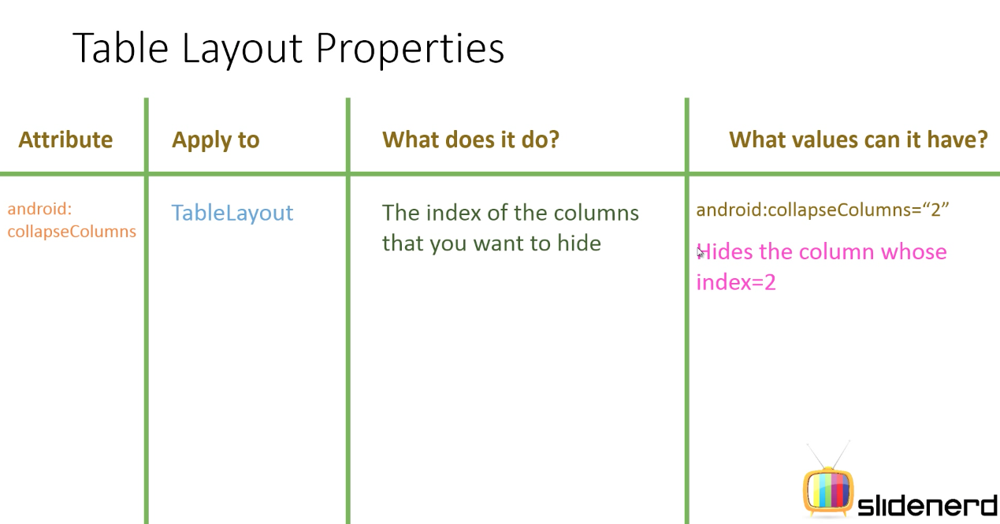 Table Layout Properties
Attribute
Apply to
What does it do?
What values can it have?
android:
collapseColumns
TableLayout
The index of the columns
that you want to hide
android:collapseColumns=“2”
Hides the column whose
index=2
slidenerd